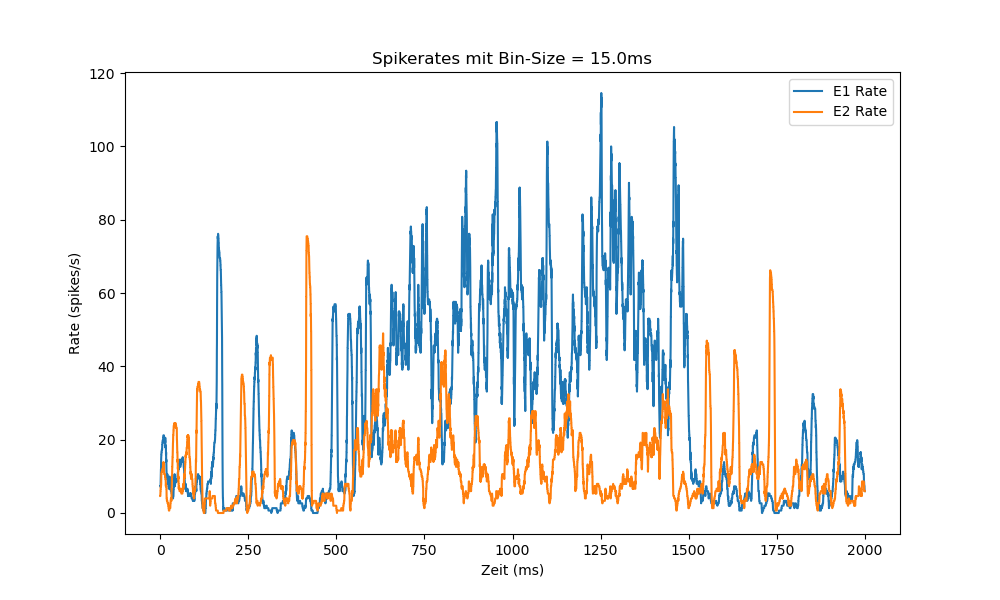 Spikerates mit Bin-Size = 15.0ms
E1 Rate
E2 Rate
Rate (spikes/s)
120
100
80
60
40
20
0
0 250 500 750 1000 1250 1500 1750 2000
Zeit (ms)